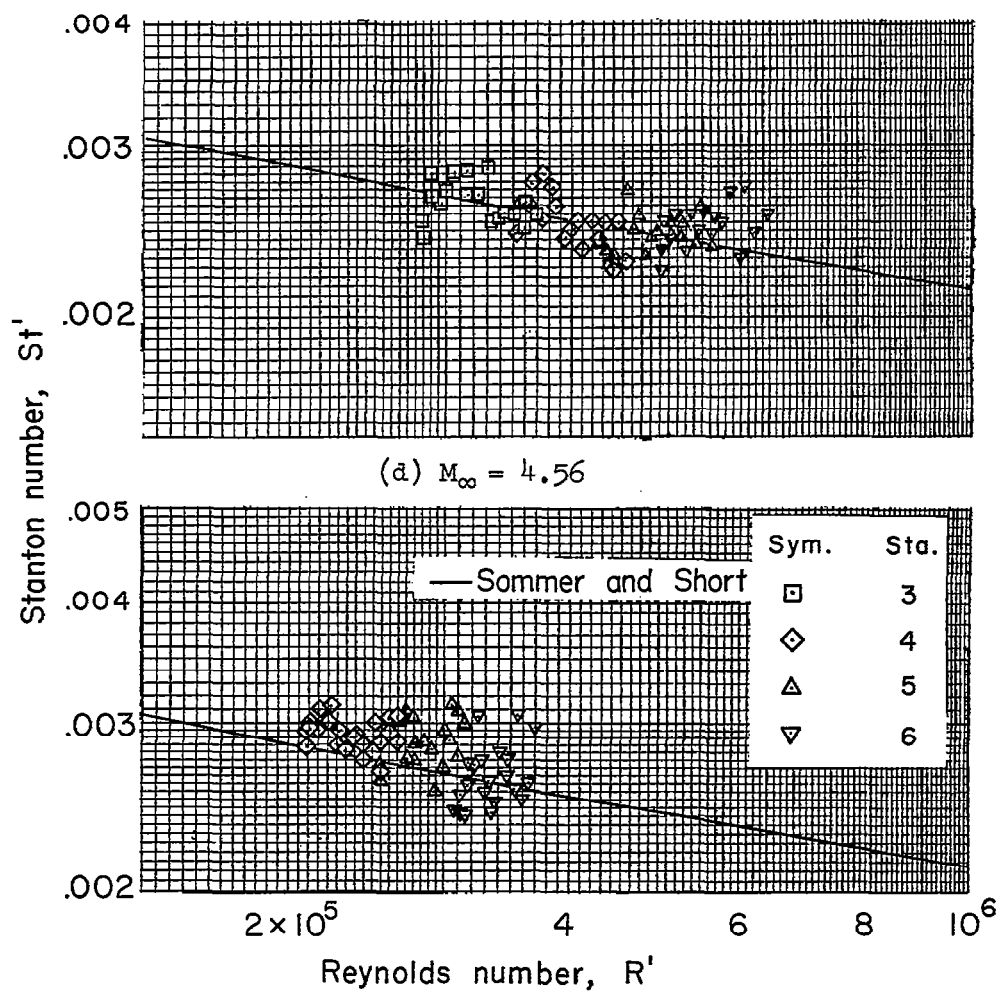 .004
.003
.002
(d) M∞ = 4.56
Stanton number, St'
.005
.004
.003
.002
Sommer and Short
Sym. Sta.
3
4
5
6
2×10⁵ 4 6 8 10⁶
Reynolds number, R'